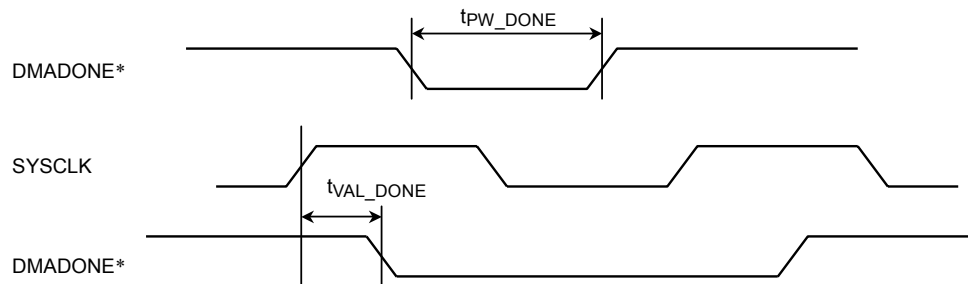 tPW_DONE
DMADONE*
SYSCLK
tVAL_DONE
DMADONE*